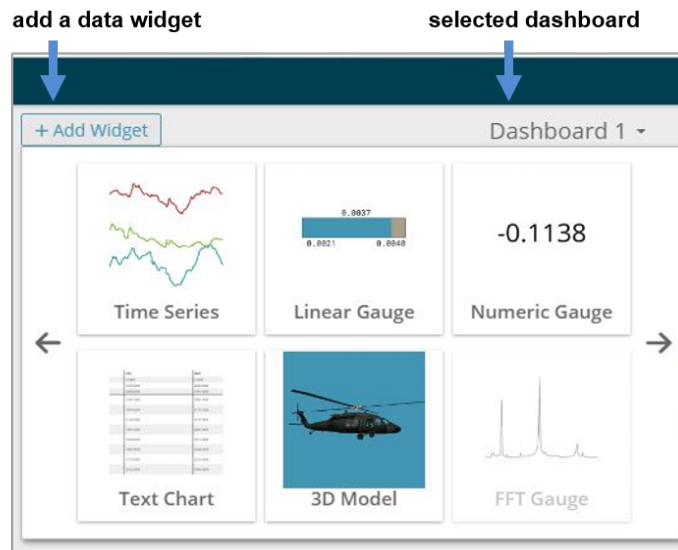 add a data widget
selected dashboard
+ Add Widget
Dashboard 1
0.0037
0.0021
0.0040
-0.1138
Time Series
Linear Gauge
Numeric Gauge
Text Chart
3D Model
FFT Gauge